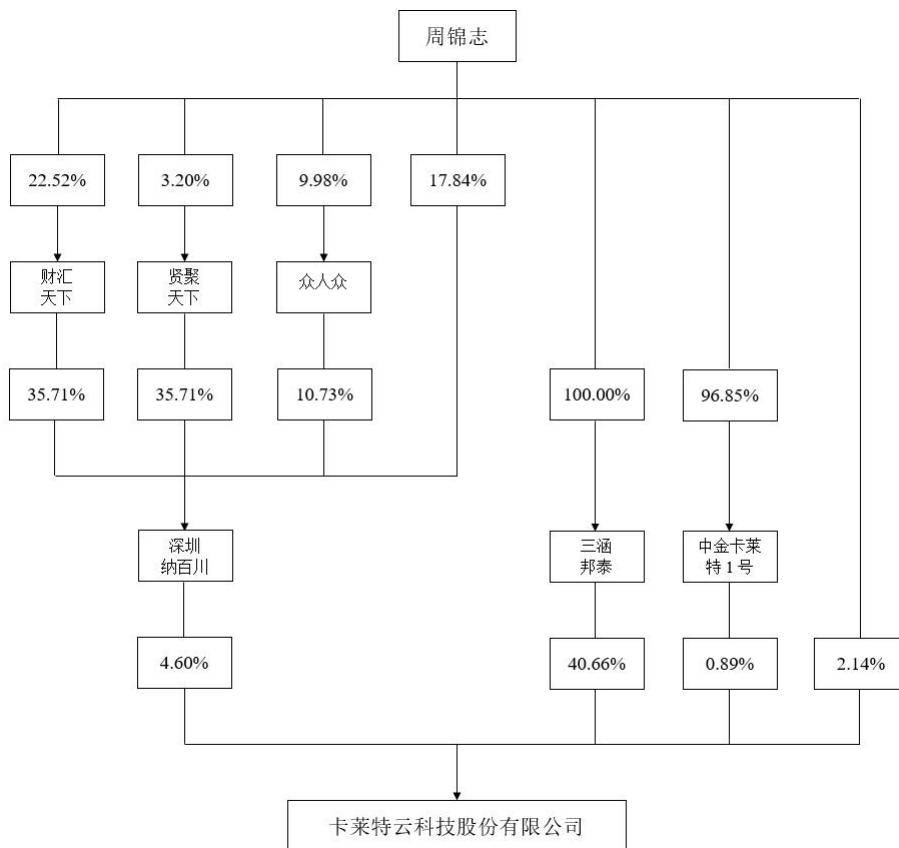 周锦志
22.52%
3.20%
9.98%
17.84%
财汇
天下
贤聚
天下
众人众
35.71%
35.71%
10.73%
100.00%
96.85%
深圳
纳百川
三涵
邦泰
中金卡莱
特1号
4.60%
40.66%
0.89%
2.14%
卡莱特云科技股份有限公司